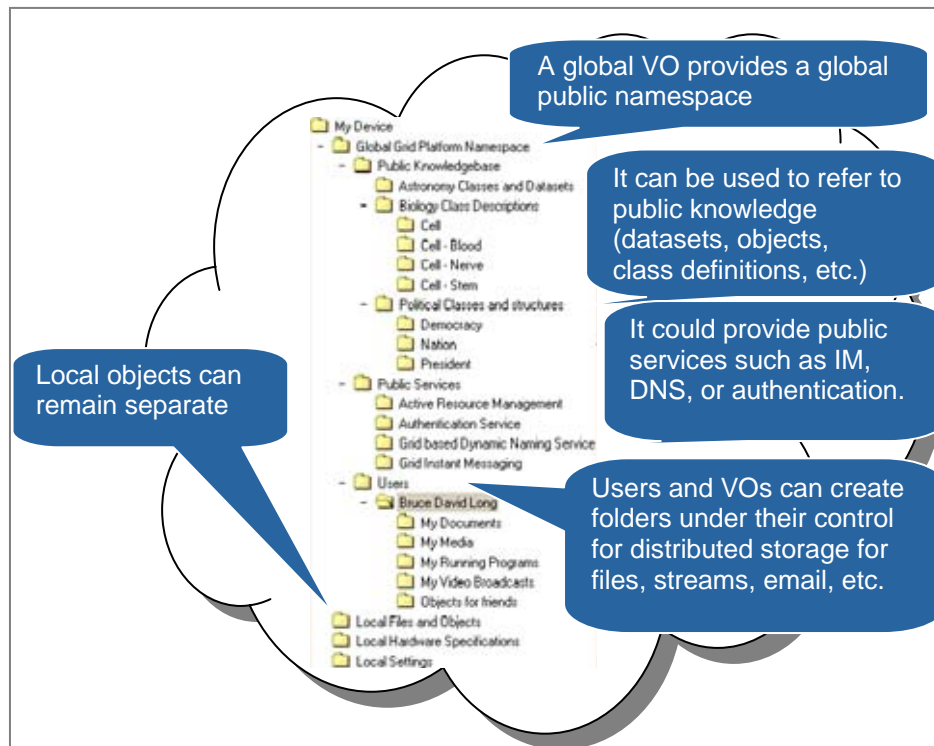 A global VO provides a global
public namespace
My Device
Global Grid Platform Namespace
Public Knowledgebase
Astronomy Classes and Datasets
Biology Class Descriptions
Cell
Cell - Blood
Cell - Nerve
Cell - Stem
Political Classes and structures
Democracy
Nation
President
Public Services
Active Resource Management
Authentication Service
Grid based Dynamic Naming Service
Grid Instant Messaging
Users
Bruce David Long
My Documents
My Media
My Running Programs
My Video Broadcasts
Objects for friends
Local Files and Objects
Local Hardware Specifications
Local Settings
It can be used to refer to
public knowledge
(datasets, objects,
class definitions, etc.)
It could provide public
services such as IM,
DNS, or authentication.
Local objects can
remain separate
Users and VOs can create
folders under their control
for distributed storage for
files, streams, email, etc.